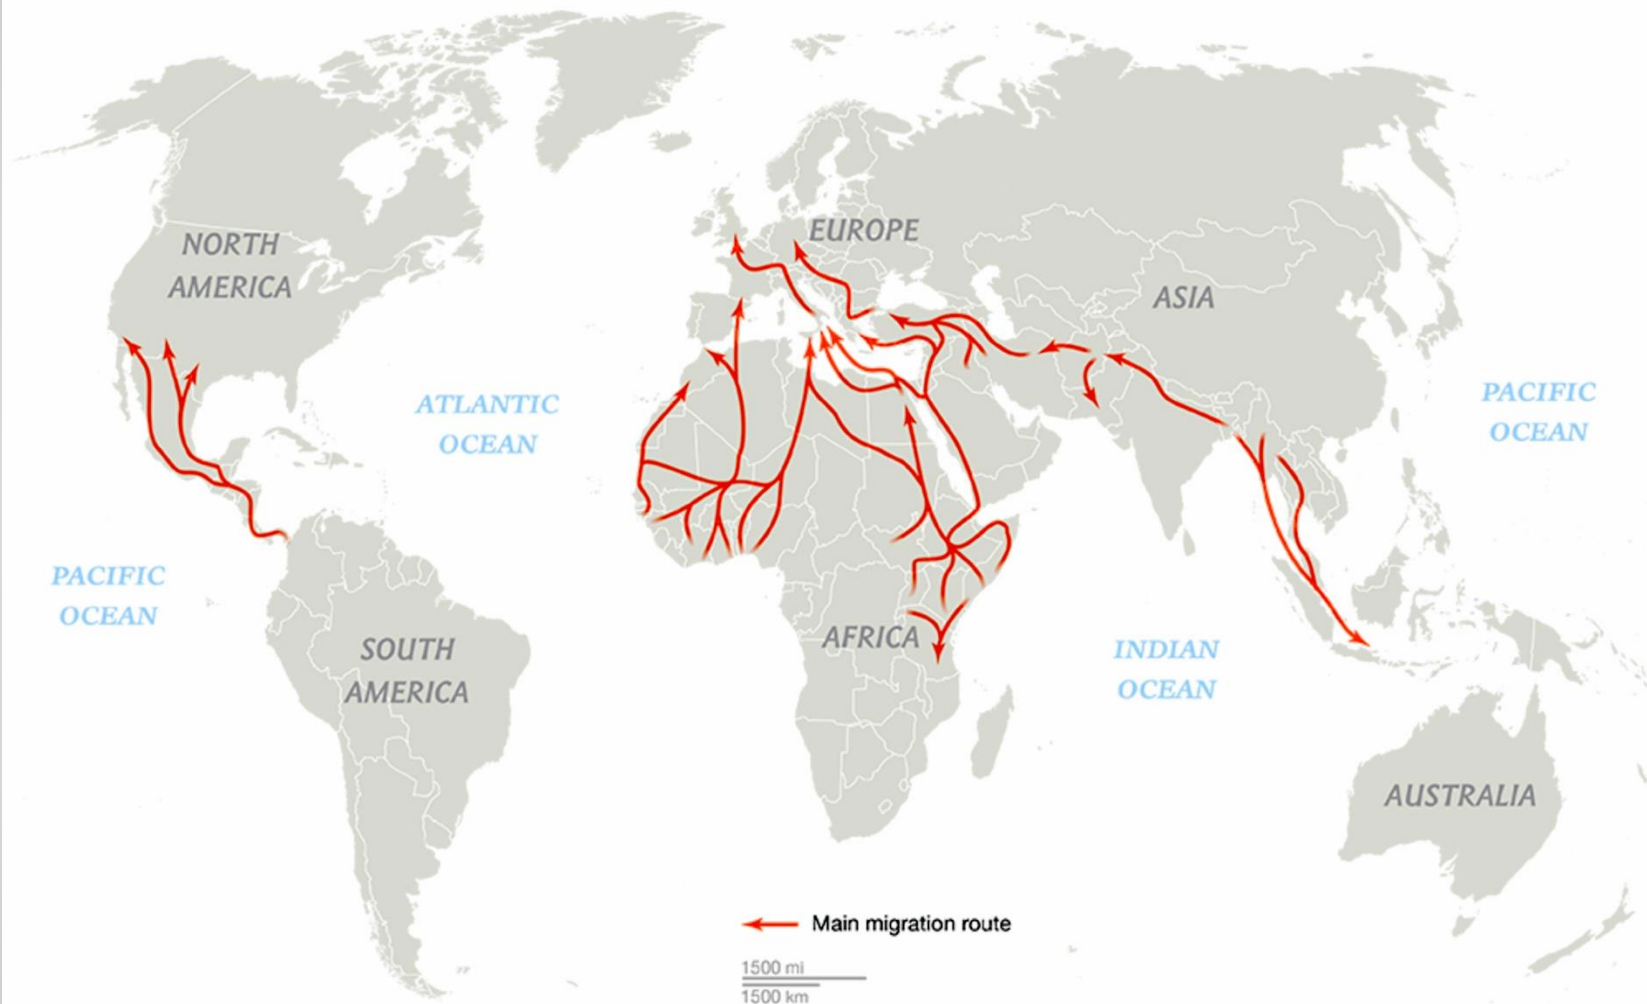 NORTH
AMERICA
EUROPE
ASIA
ATLANTIC
OCEAN
PACIFIC
OCEAN
PACIFIC
OCEAN
SOUTH
AMERICA
AFRICA
INDIAN
OCEAN
AUSTRALIA
Main migration route
1500 mi
1500 km